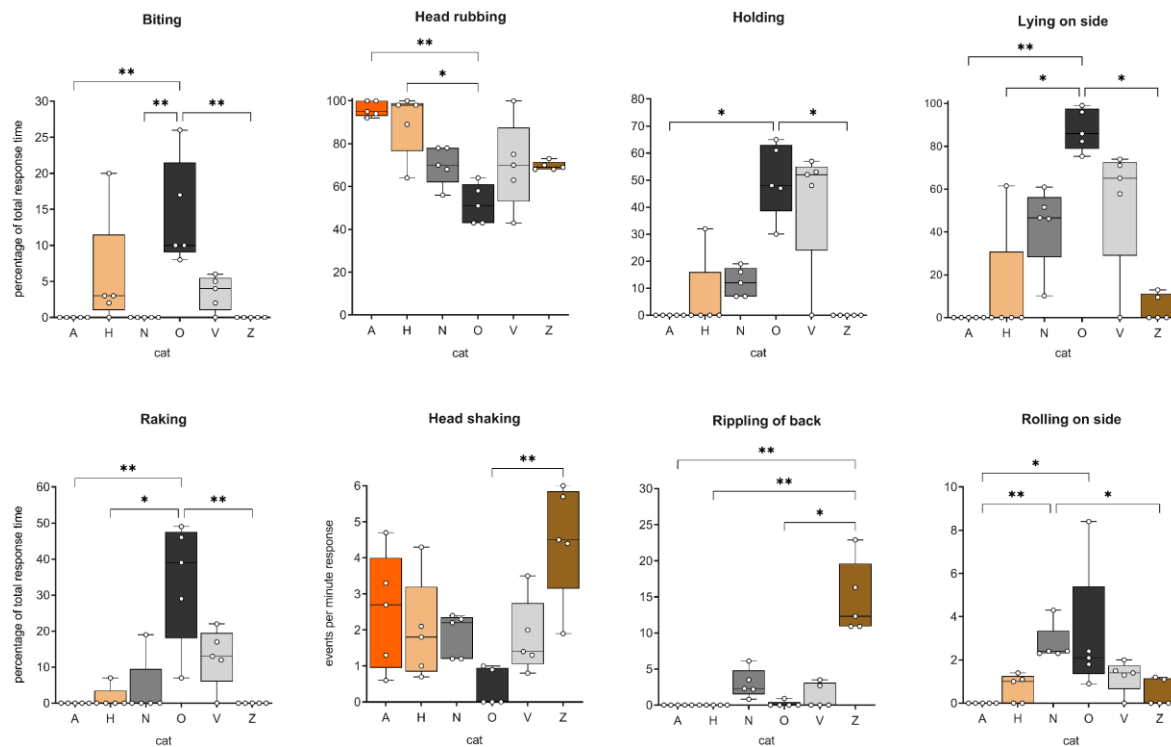 Biting
**
** **
percentage of total response time
30
25
20
15
10
5
0
A H N O V Z
cat
Head rubbing
**
*
100
80
60
40
20
0
A H N O V Z
cat
Holding
* *
80
70
60
50
40
30
20
10
0
A H N O V Z
cat
Lying on side
**
* *
100
80
60
40
20
0
A H N O V Z
cat
Raking
**
* **
percentage of total response time
60
50
40
30
20
10
0
A H N O V Z
cat
Head shaking
**
events per minute response
6
5
4
3
2
1
0
A H N O V Z
cat
Rippling of back
**
**
*
30
25
20
15
10
5
0
A H N O V Z
cat
Rolling on side
*
** *
10
8
6
4
2
0
A H N O V Z
cat